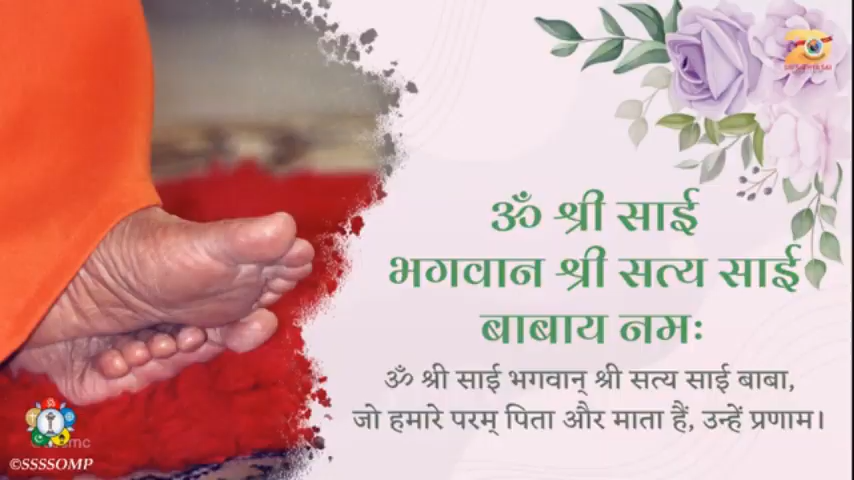 ॐ श्री साई
भगवान श्री सत्य साई
बाबाय नमः
ॐ श्री साई भगवान् श्री सत्य साई बाबा,
जो हमारे परम् पिता और माता हैं, उन्हें प्रणाम।
©SSSSOMP